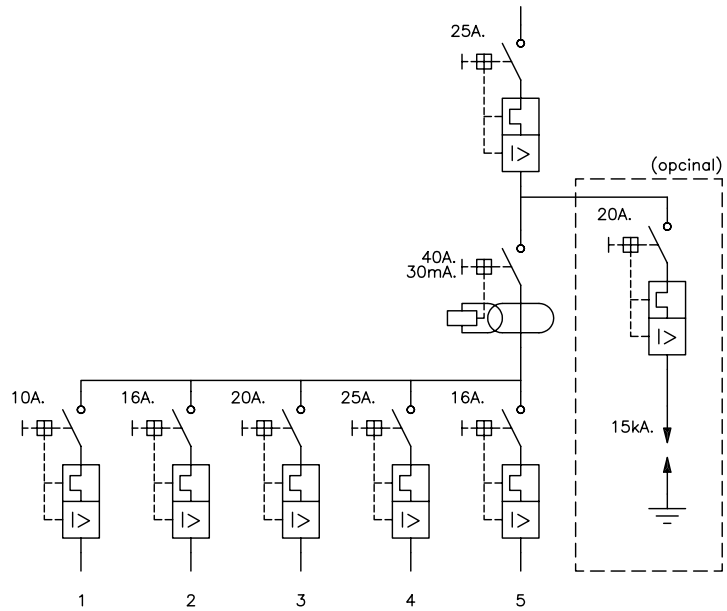 25A.
(opcinal)
20A.
40A.
30mA.
10A.
16A.
20A.
25A.
16A.
15kA.
I>
I>
I>
I>
I>
I>
I>
1
2
3
4
5